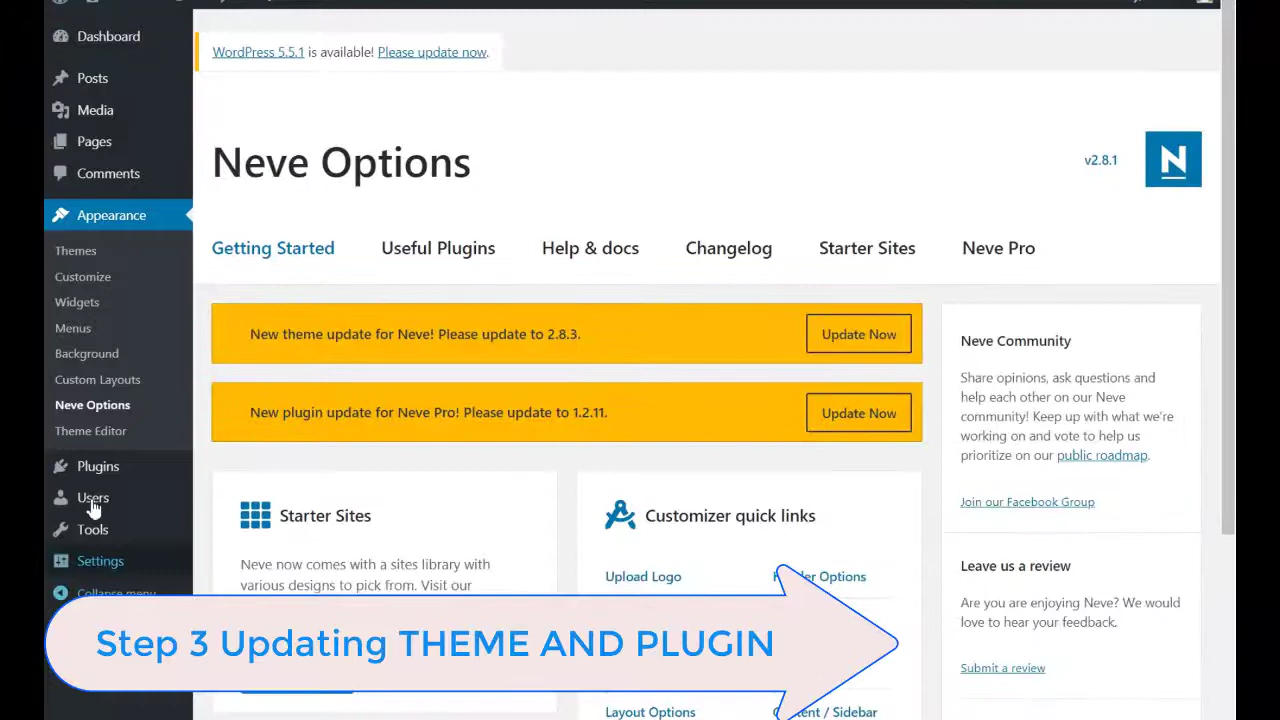 Dashboard
Posts
Media
Pages
Comments
Appearance
Themes
Customize
Widgets
Menus
Background
Custom Layouts
Neve Options
Theme Editor
Plugins
Users
Tools
Settings
Collapse menu
WordPress 5.5.1 is available! Please update now.
Neve Options
v2.8.1
N
Getting Started
Useful Plugins
Help & docs
Changelog
Starter Sites
Neve Pro
New theme update for Neve! Please update to 2.8.3.
Update Now
New plugin update for Neve Pro! Please update to 1.2.11.
Update Now
Starter Sites
Neve now comes with a sites library with
various designs to pick from. Visit our
Customizer quick links
Upload Logo
Header Options
Layout Options
Content / Sidebar
Neve Community
Share opinions, ask questions and
help each other on our Neve
community! Keep up with what we're
working on and vote to help us
prioritize on our public roadmap.
Join our Facebook Group
Leave us a review
Are you are enjoying Neve? We would
love to hear your feedback.
Submit a review
Step 3 Updating THEME AND PLUGIN